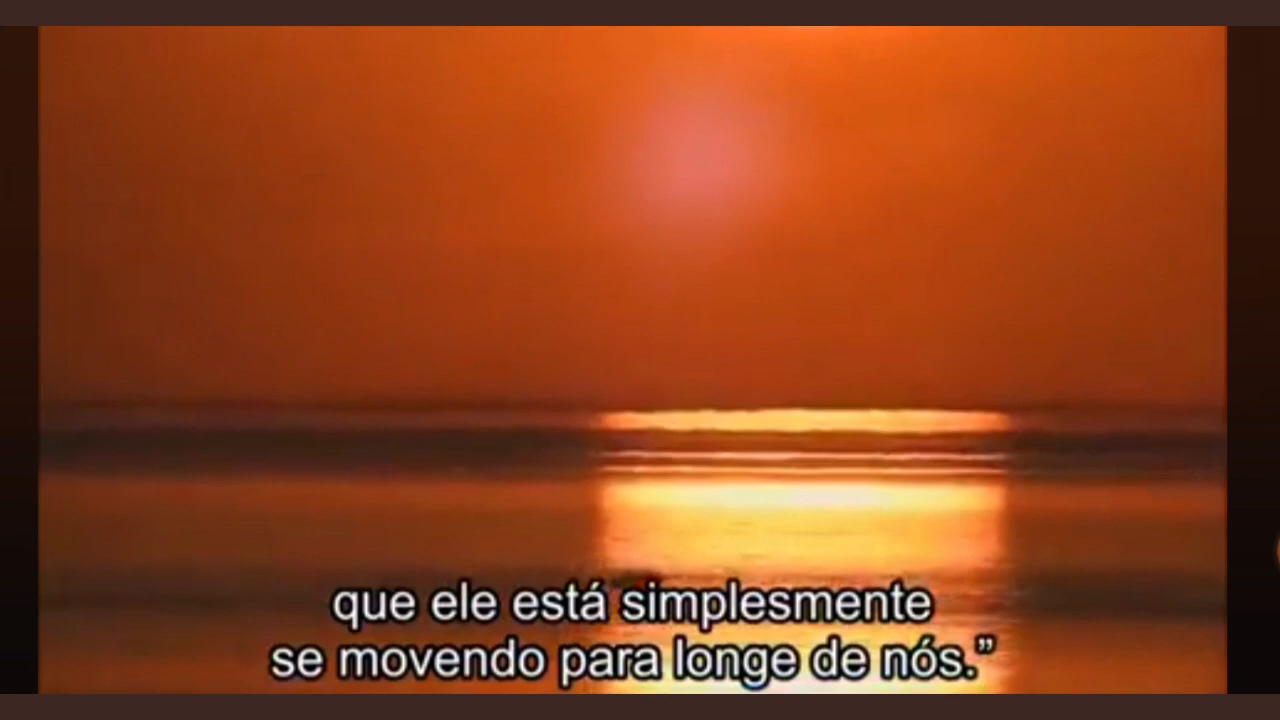 que ele está simplesmente
se movendo para longe de nós.”